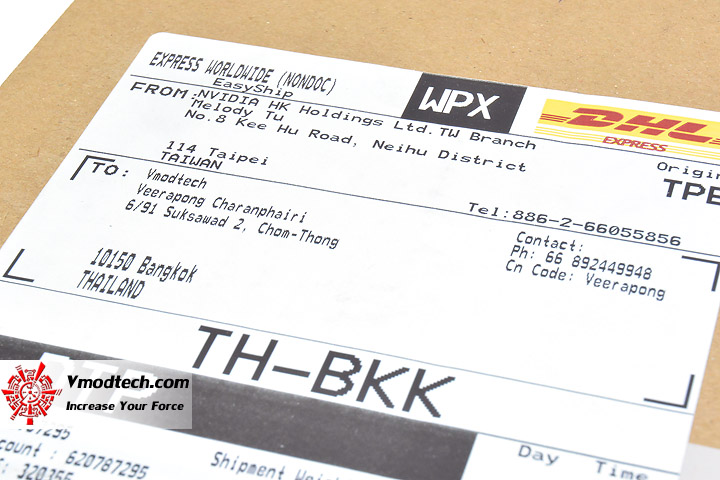 EXPRESS WORLDWIDE (NONDOC)
EasyShip
WPX
DHL
EXPRESS
FROM: NVIDIA HK Holdings Ltd.TW Branch
Melody Tu
No.8 Kee Hu Road, Neihu District
114 Taipei
TAIWAN
Tel:886-2-66055856
TO: Vmodtech
Veerapong Charanphairi
6/91 Suksawad 2, Chom-Thong
10150 Bangkok
THAILAND
Contact:
Ph: 66 892449948
Cn Code: Veerapong
TH-BKK
Vmodtech.com
Increase Your Force
620787295
Day Time
Shipment